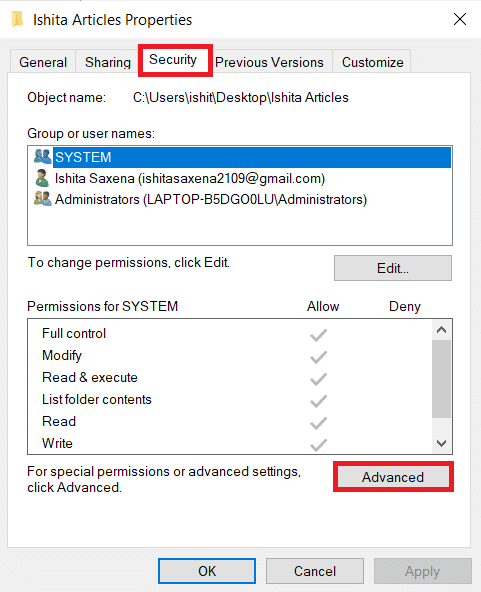 Ishita Articles Properties
General Sharing Security Previous Versions Customize
Object name: C:\Users\ishit\Desktop\Ishita Articles
Group or user names:
SYSTEM
Ishita Saxena (ishitasaxena2109@gmail.com)
Administrators (LAPTOP-B5DGO0LU\Administrators)
To change permissions, click Edit.
Edit...
Permissions for SYSTEM Allow Deny
Full control
Modify
Read & execute
List folder contents
Read
Write
For special permissions or advanced settings,
click Advanced.
Advanced
OK Cancel Apply